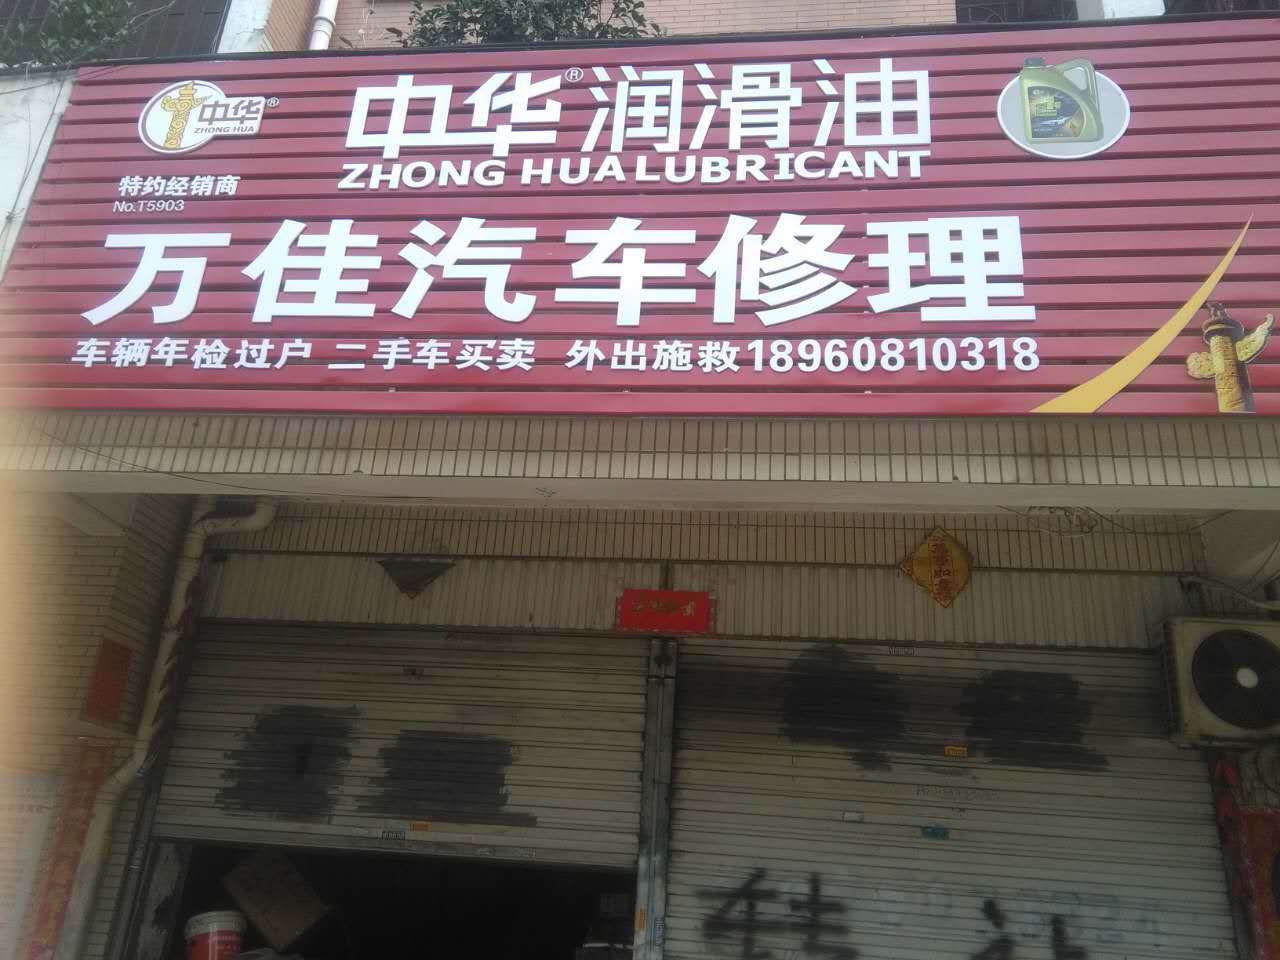 中华®
ZHONG HUA
中华®润滑油
ZHONG HUA LUBRICANT
特约经销商
No.T5903
万佳汽车修理
车辆年检过户 二手车买卖 外出施救18960810318